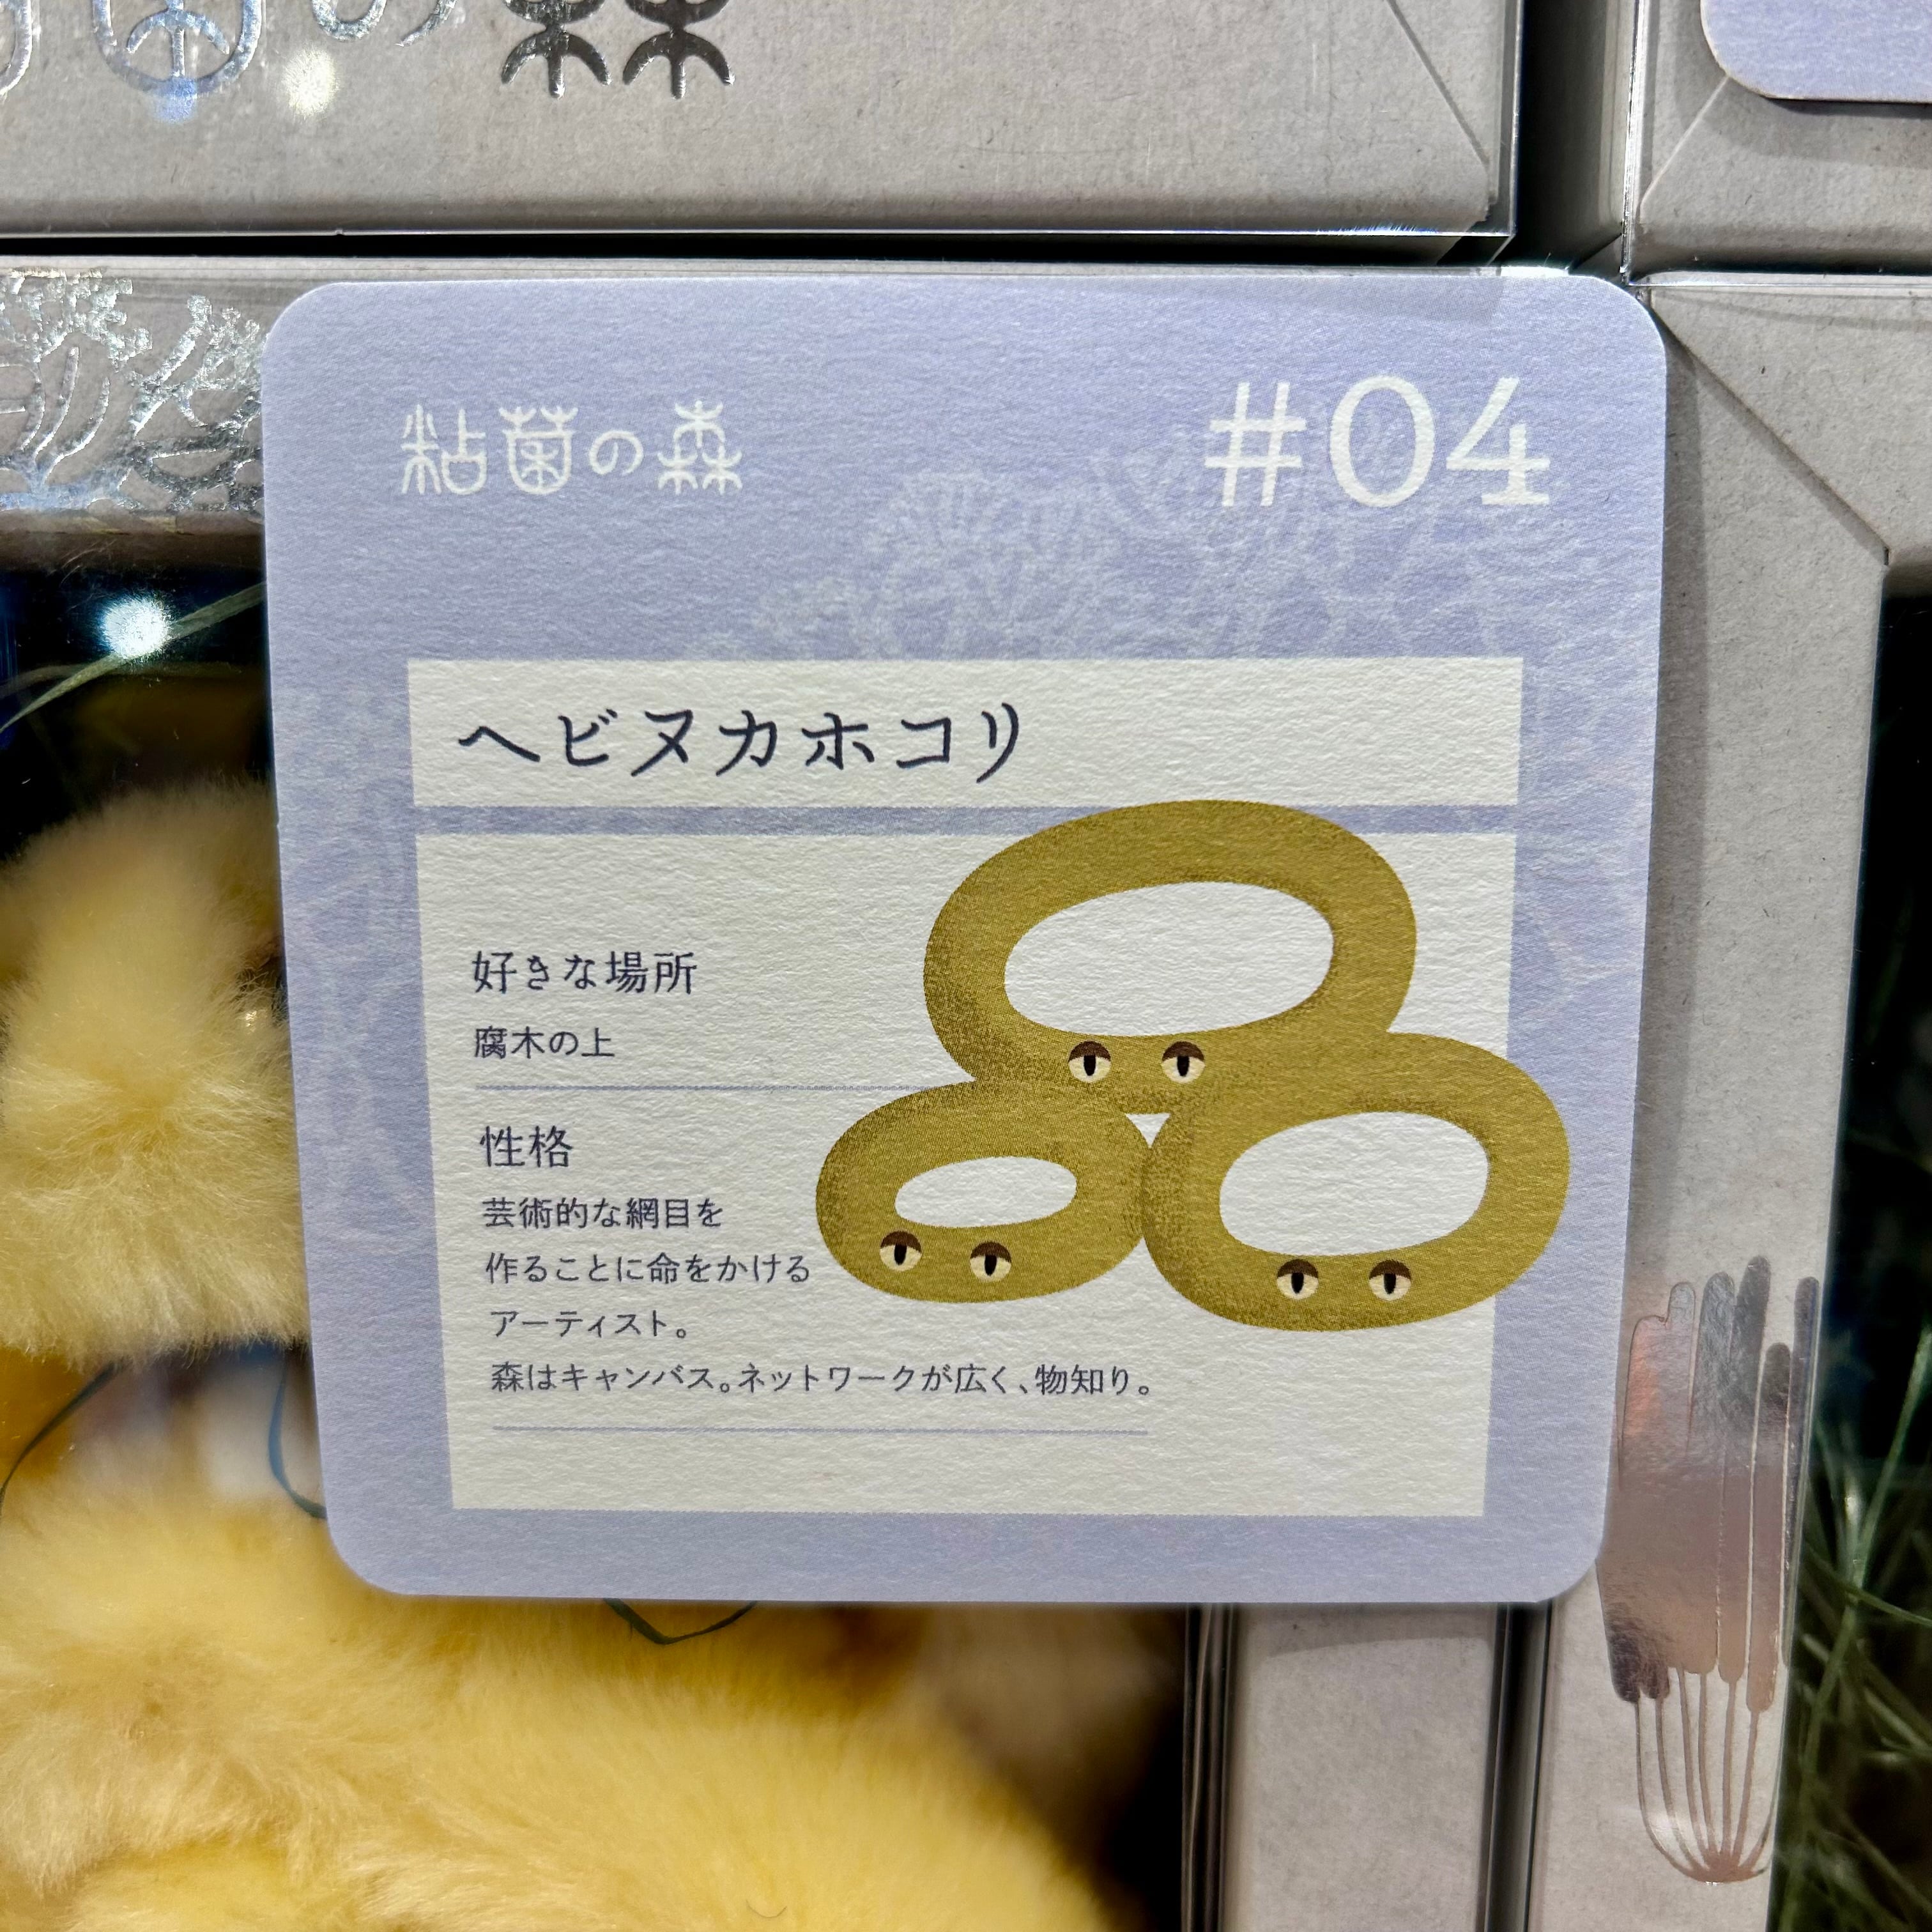 の森
粘菌の森
#04
ヘビヌカホコリ
好きな場所
腐木の上
性格
芸術的な網目を
作ることに命をかける
アーティスト。
森はキャンバス。ネットワークが広く、物知り。